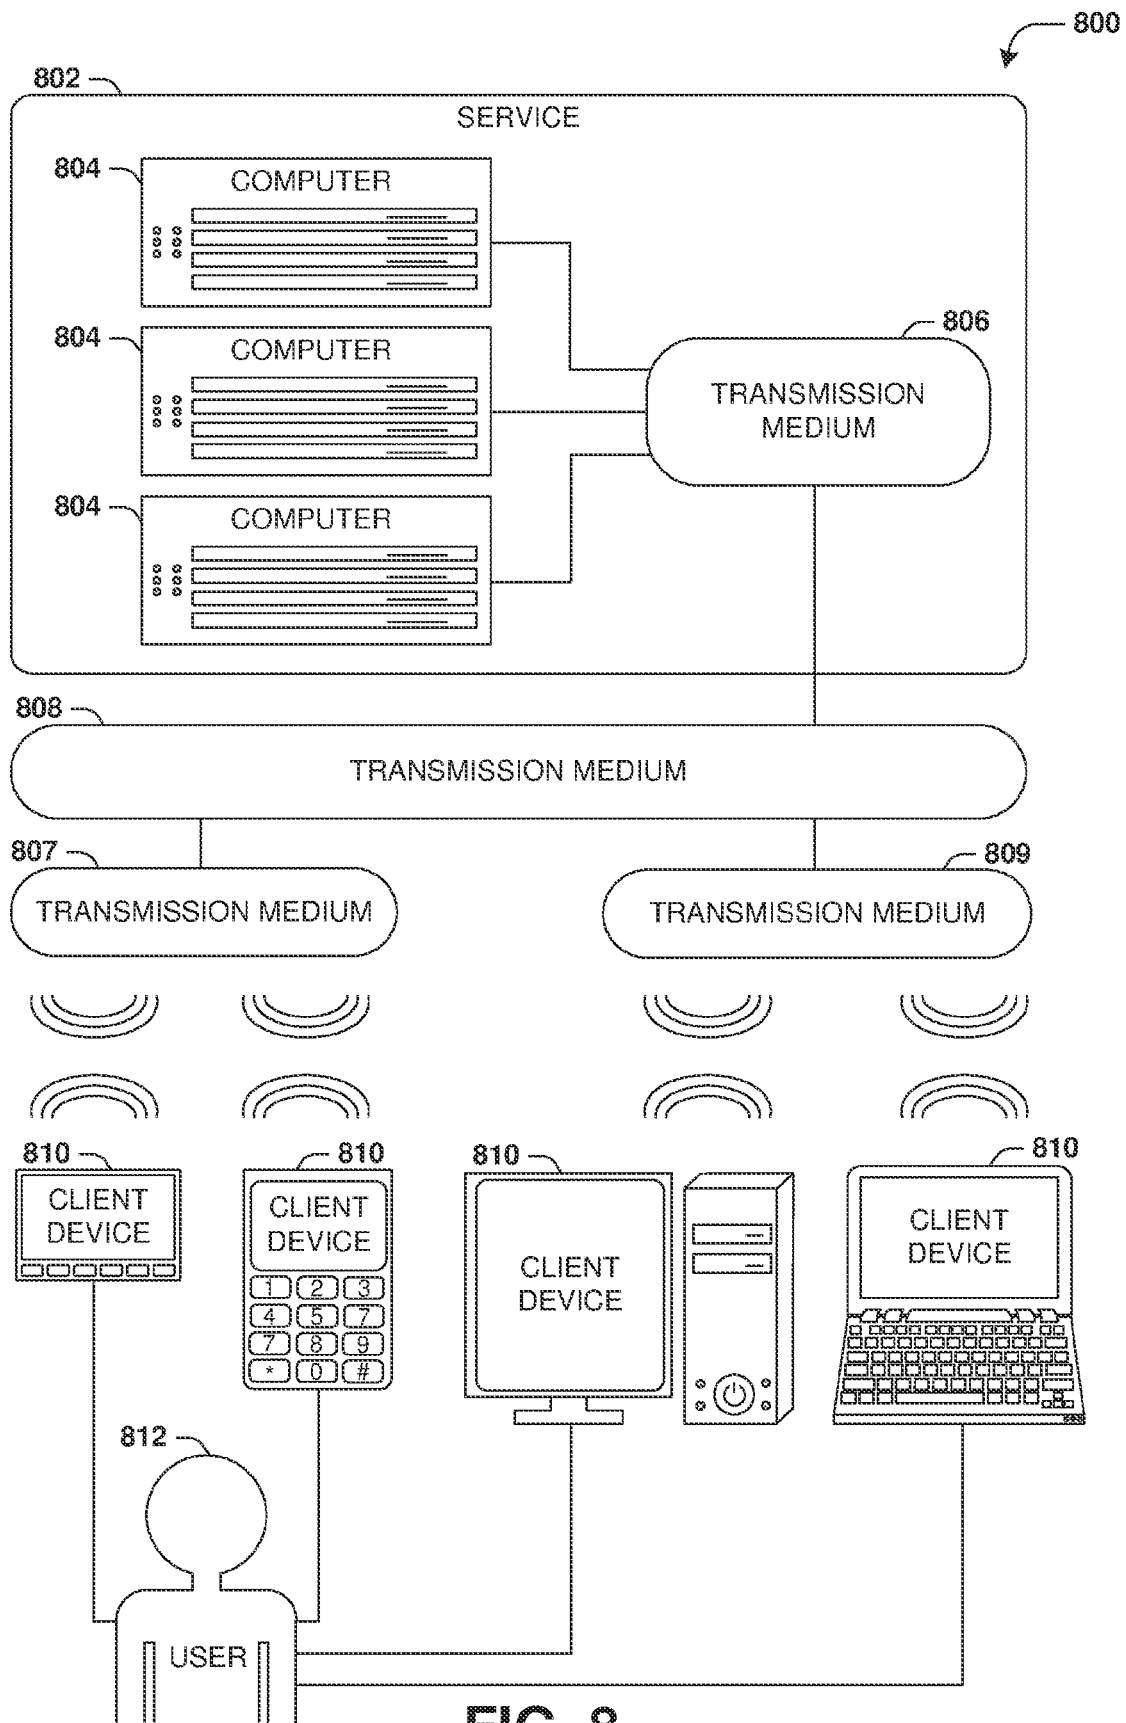 800
802
SERVICE
804
COMPUTER
804
COMPUTER
806
TRANSMISSION
MEDIUM
804
COMPUTER
808
TRANSMISSION MEDIUM
807
TRANSMISSION MEDIUM
809
TRANSMISSION MEDIUM
810
CLIENT
DEVICE
810
CLIENT
DEVICE
1 2 3
4 5 7
7 8 9
* 0 #
810
CLIENT
DEVICE
810
CLIENT
DEVICE
812
USER
FIG. 8